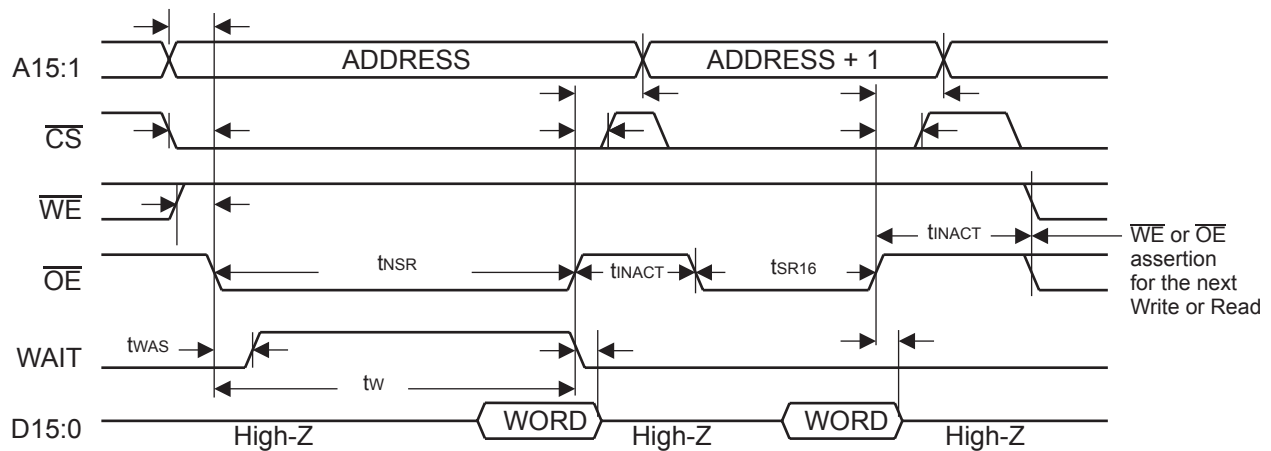 A15:1 ADDRESS ADDRESS + 1
CS
WE
tINACT WE or OE
assertion
for the next
Write or Read
OE tNSR tINACT tSR16
WAIT tWAS
tW
D15:0 WORD WORD
High-Z High-Z High-Z